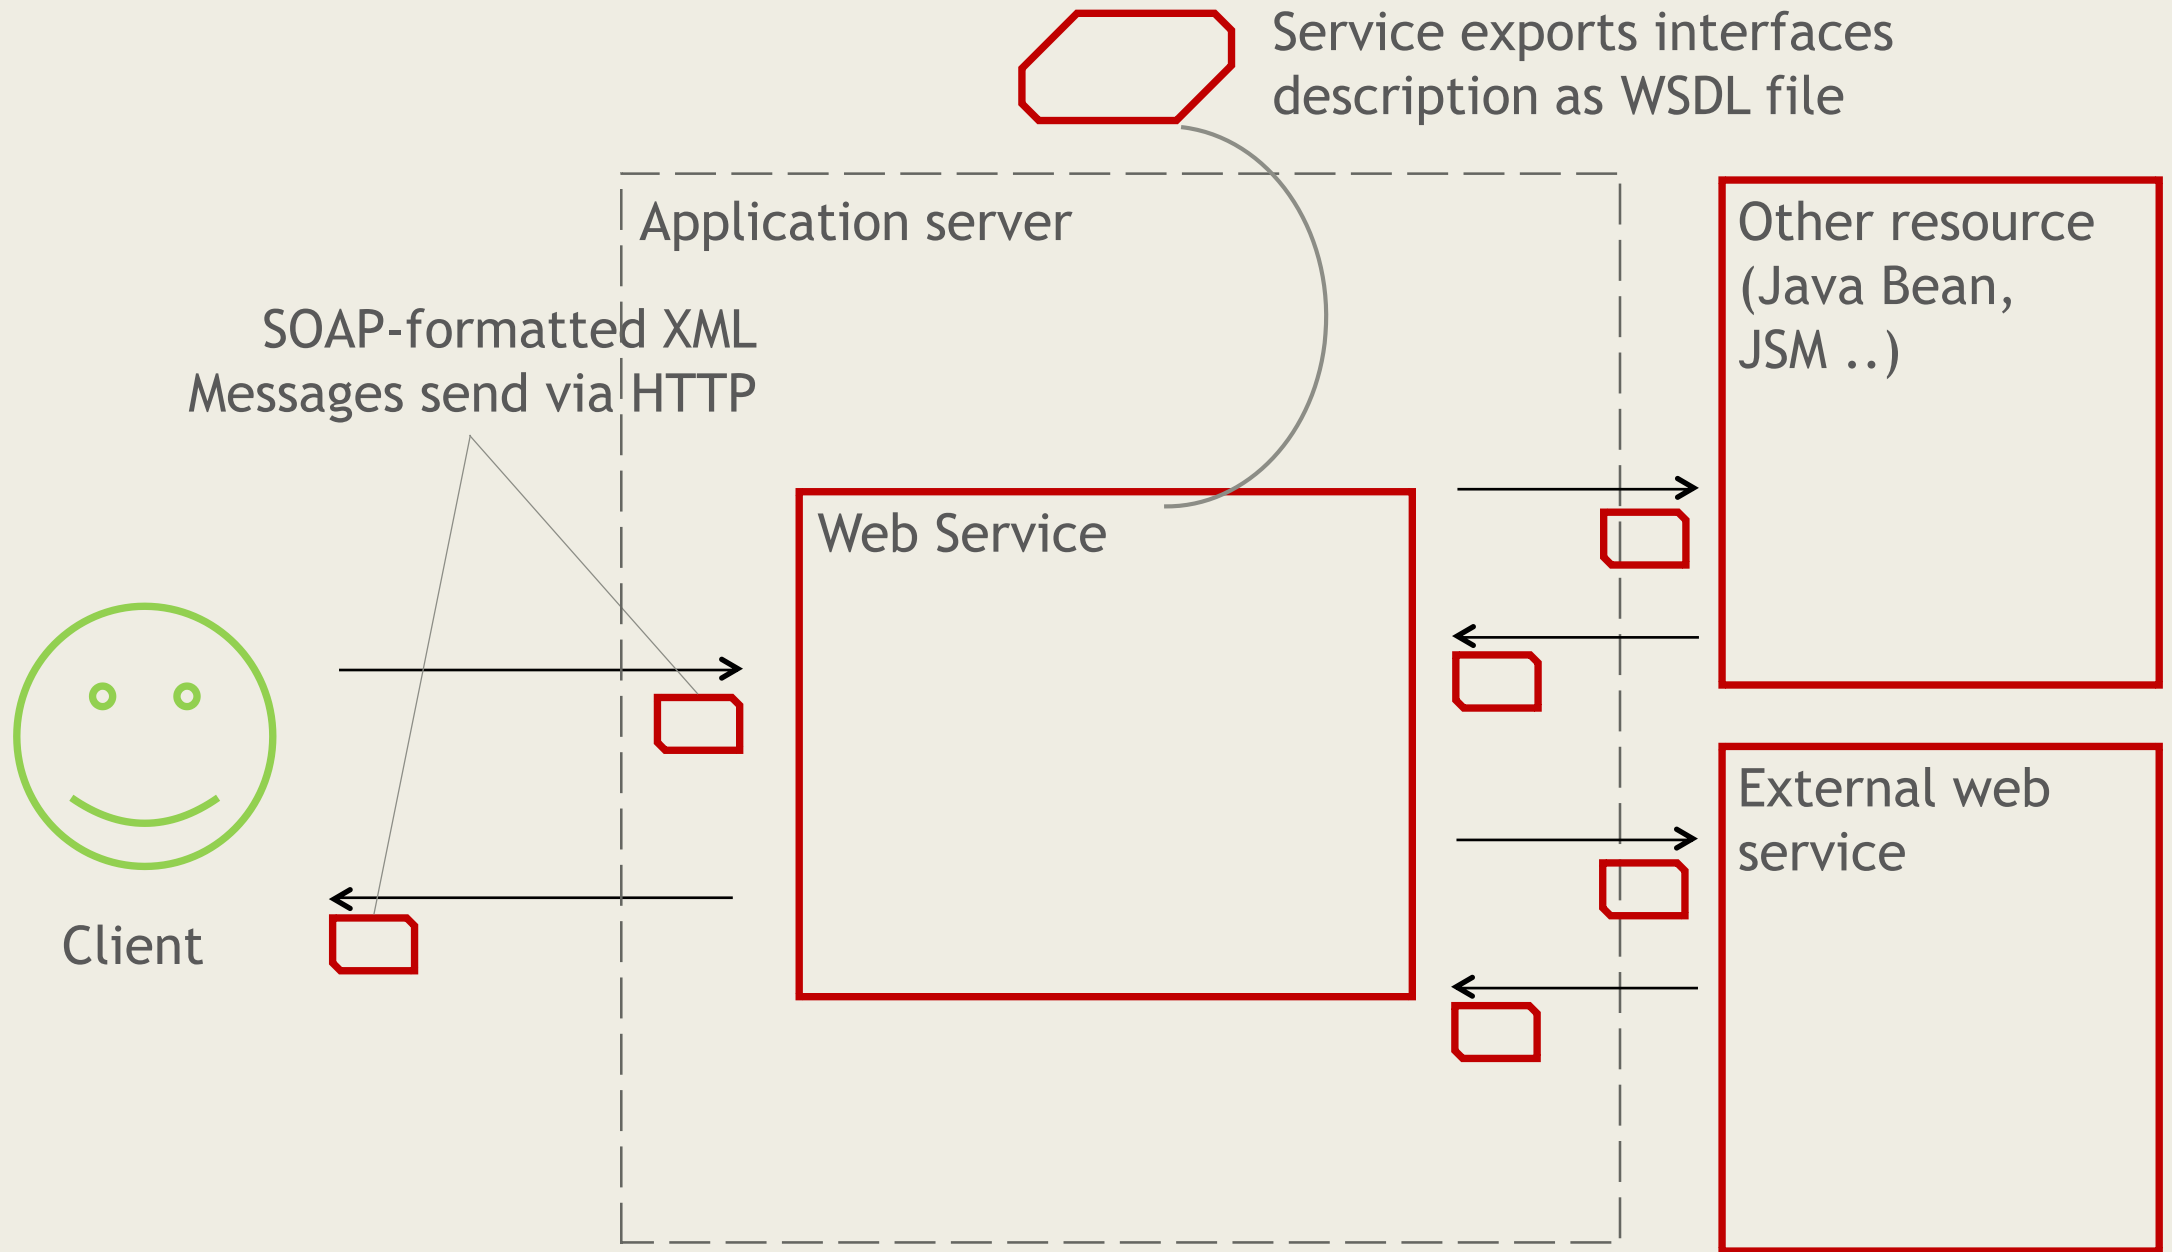 Service exports interfaces
description as WSDL file
Application server
Other resource
(Java Bean,
JSM ..)
SOAP-formatted XML
Messages send via HTTP
Web Service
External web
service
Client